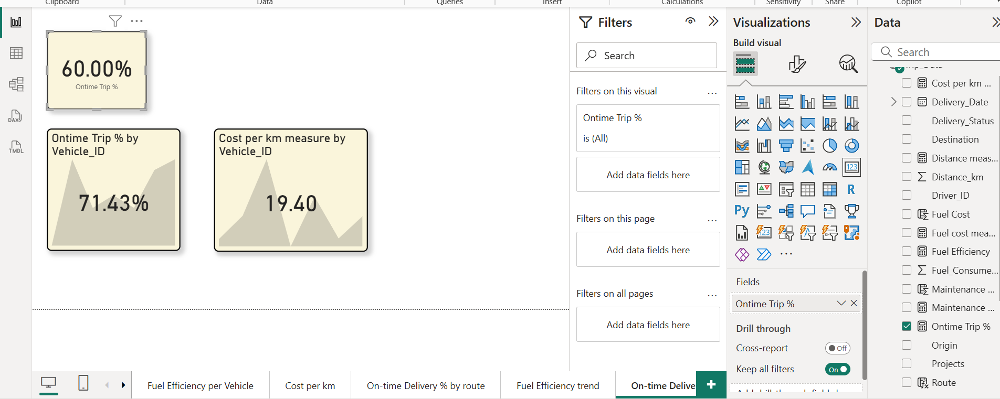 Clipboard
Data
Queries
Insert
Calculations
Sensitivity
Share
Copilot
60.00%
Ontime Trip %
Ontime Trip % by
Vehicle_ID
71.43%
Cost per km measure by
Vehicle_ID
19.40
DAX
TMDL
Filters
Search
Filters on this visual
...
Ontime Trip %
is (All)
Add data fields here
Filters on this page
...
Add data fields here
Filters on all pages
...
Add data fields here
Visualizations
Build visual
123
R
Py
123
...
Fields
Ontime Trip %
Drill through
Cross-report
Off
Keep all filters
On
Data
Search
Cost per km ...
Delivery_Date
Delivery_Status
Destination
Distance meas...
Distance_km
Driver_ID
Fuel Cost
Fuel cost mea...
Fuel Efficiency
Fuel_Consume...
Maintenance ...
Maintenance ...
Ontime Trip %
Origin
Projects
Route
Fuel Efficiency per Vehicle
Cost per km
On-time Delivery % by route
Fuel Efficiency trend
On-time Delive